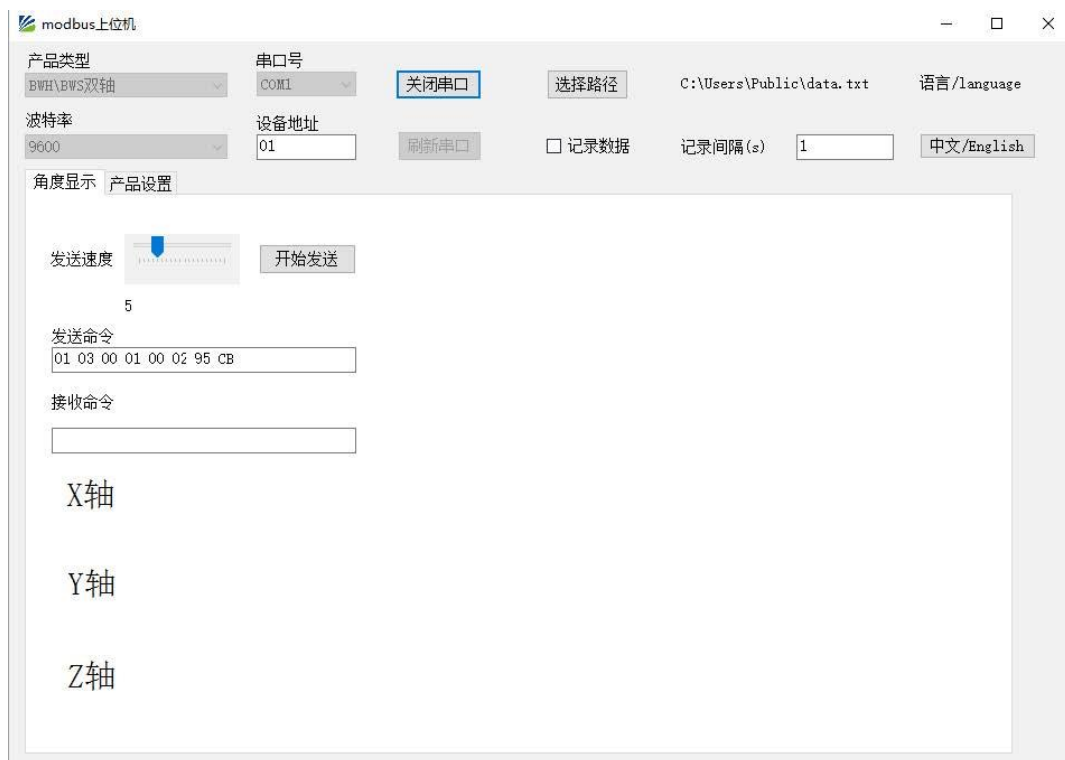 modbus上位机
产品类型
串口号
BWH\BWS双轴
COM1
关闭串口
选择路径
C:\Users\Public\data.txt
语言/language
波特率
设备地址
9600
01
刷新串口
记录数据
记录间隔(s)
1
中文/English
角度显示
产品设置
发送速度
开始发送
5
发送命令
01 03 00 01 00 02 95 CB
接收命令
X轴
Y轴
Z轴